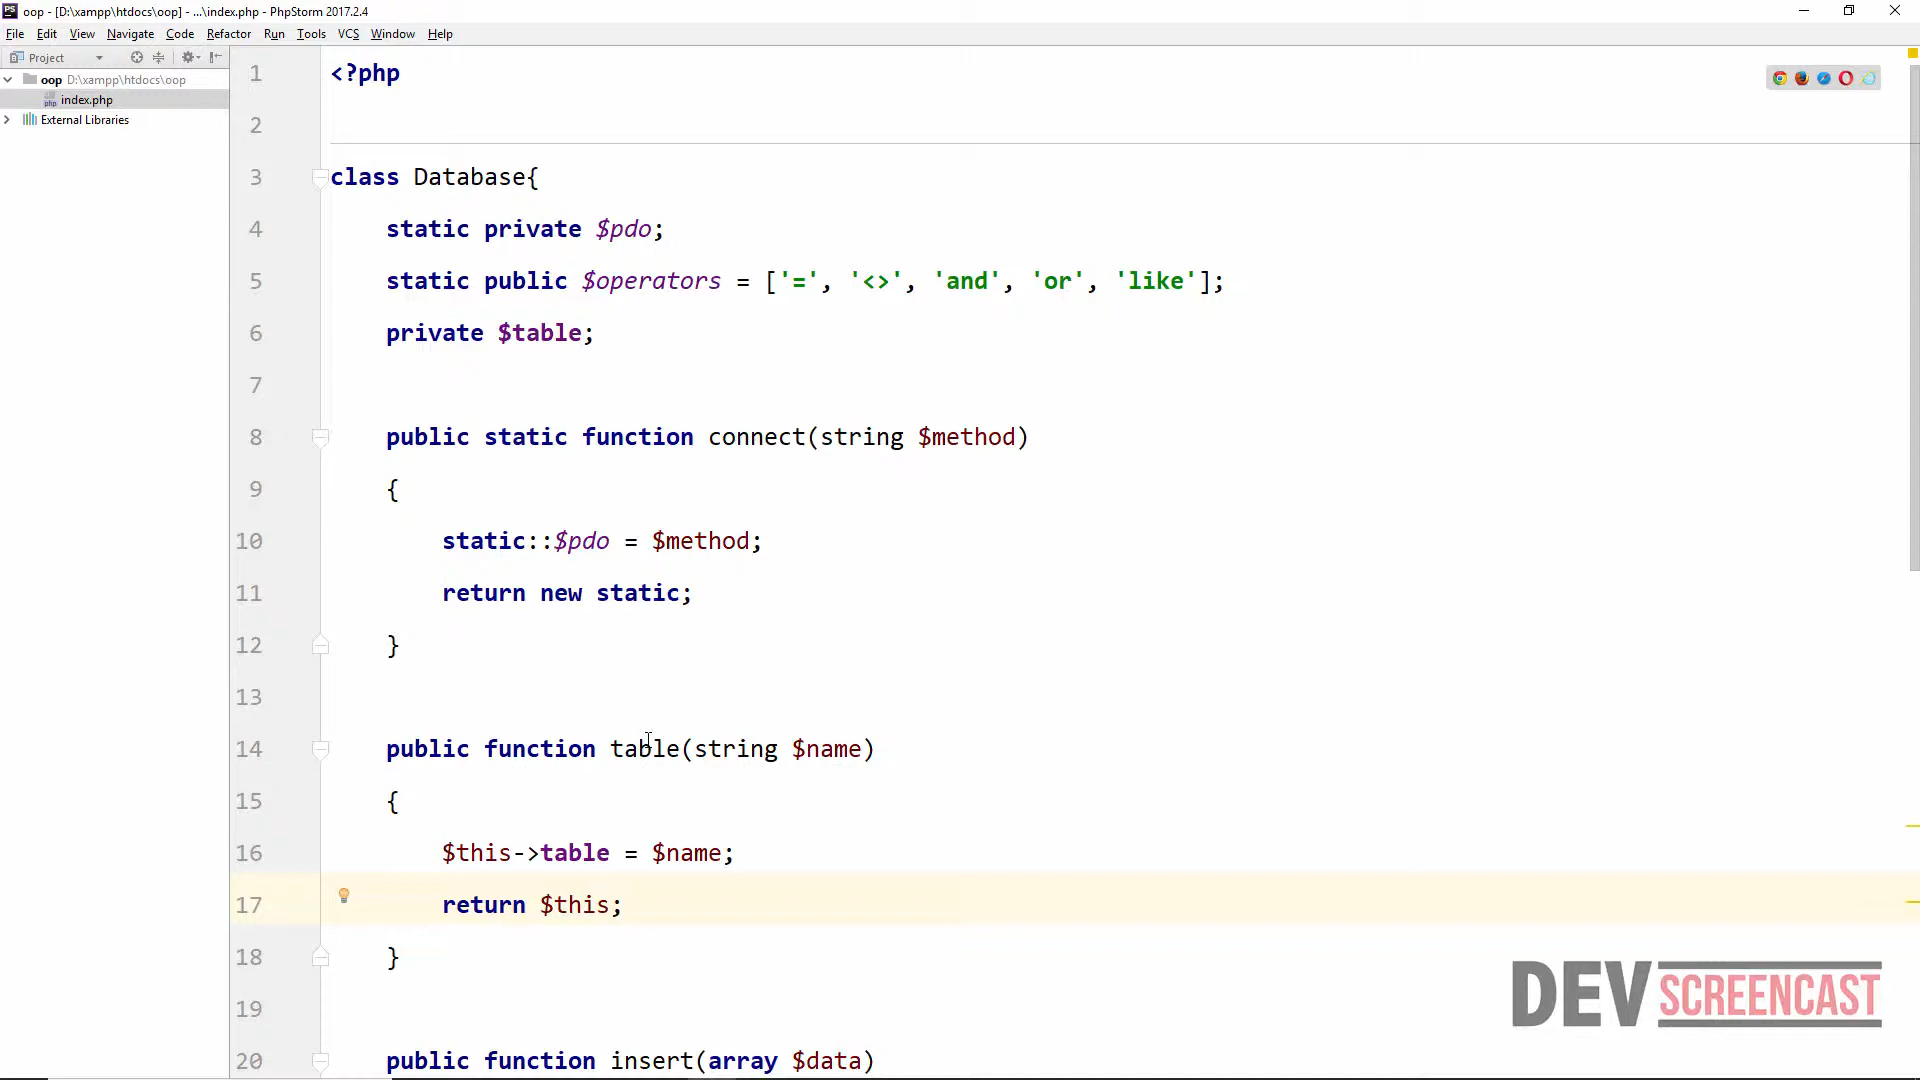 oop - [D:\xampp\htdocs\oop] - ...\index.php - PhpStorm 2017.2.4
File Edit View Navigate Code Refactor Run Tools VCS Window Help
Project
oop D:\xampp\htdocs\oop
index.php
External Libraries
1 <?php
2
3 class Database{
4 static private $pdo;
5 static public $operators = ['=', '<>', 'and', 'or', 'like'];
6 private $table;
7
8 public static function connect(string $method)
9 {
10 static::$pdo = $method;
11 return new static;
12 }
13
14 public function table(string $name)
15 {
16 $this->table = $name;
17 return $this;
18 }
19
20 public function insert(array $data)
DEVSCREENCAST